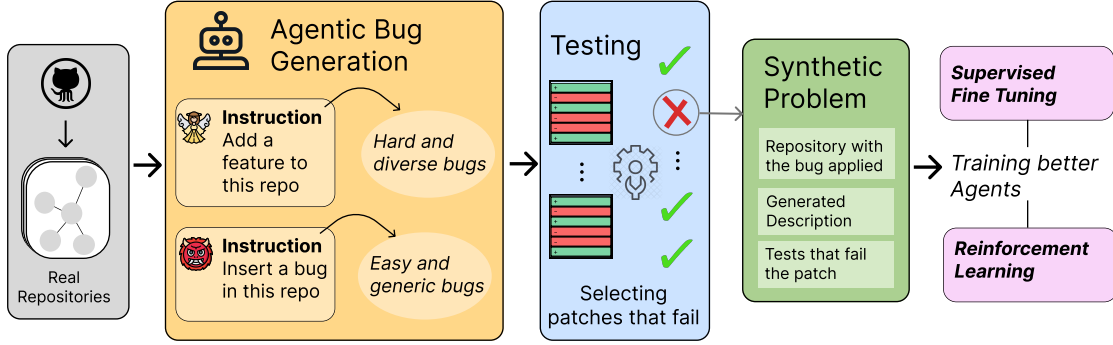 Real
Repositories
Agentic Bug
Generation
Instruction
Add a
feature to
this repo
Hard and
diverse bugs
Instruction
Insert a bug
in this repo
Easy and
generic bugs
Testing
Selecting
patches that fail
Synthetic
Problem
Repository with
the bug applied
Generated
Description
Tests that fail
the patch
Supervised
Fine Tuning
Training better
Agents
Reinforcement
Learning